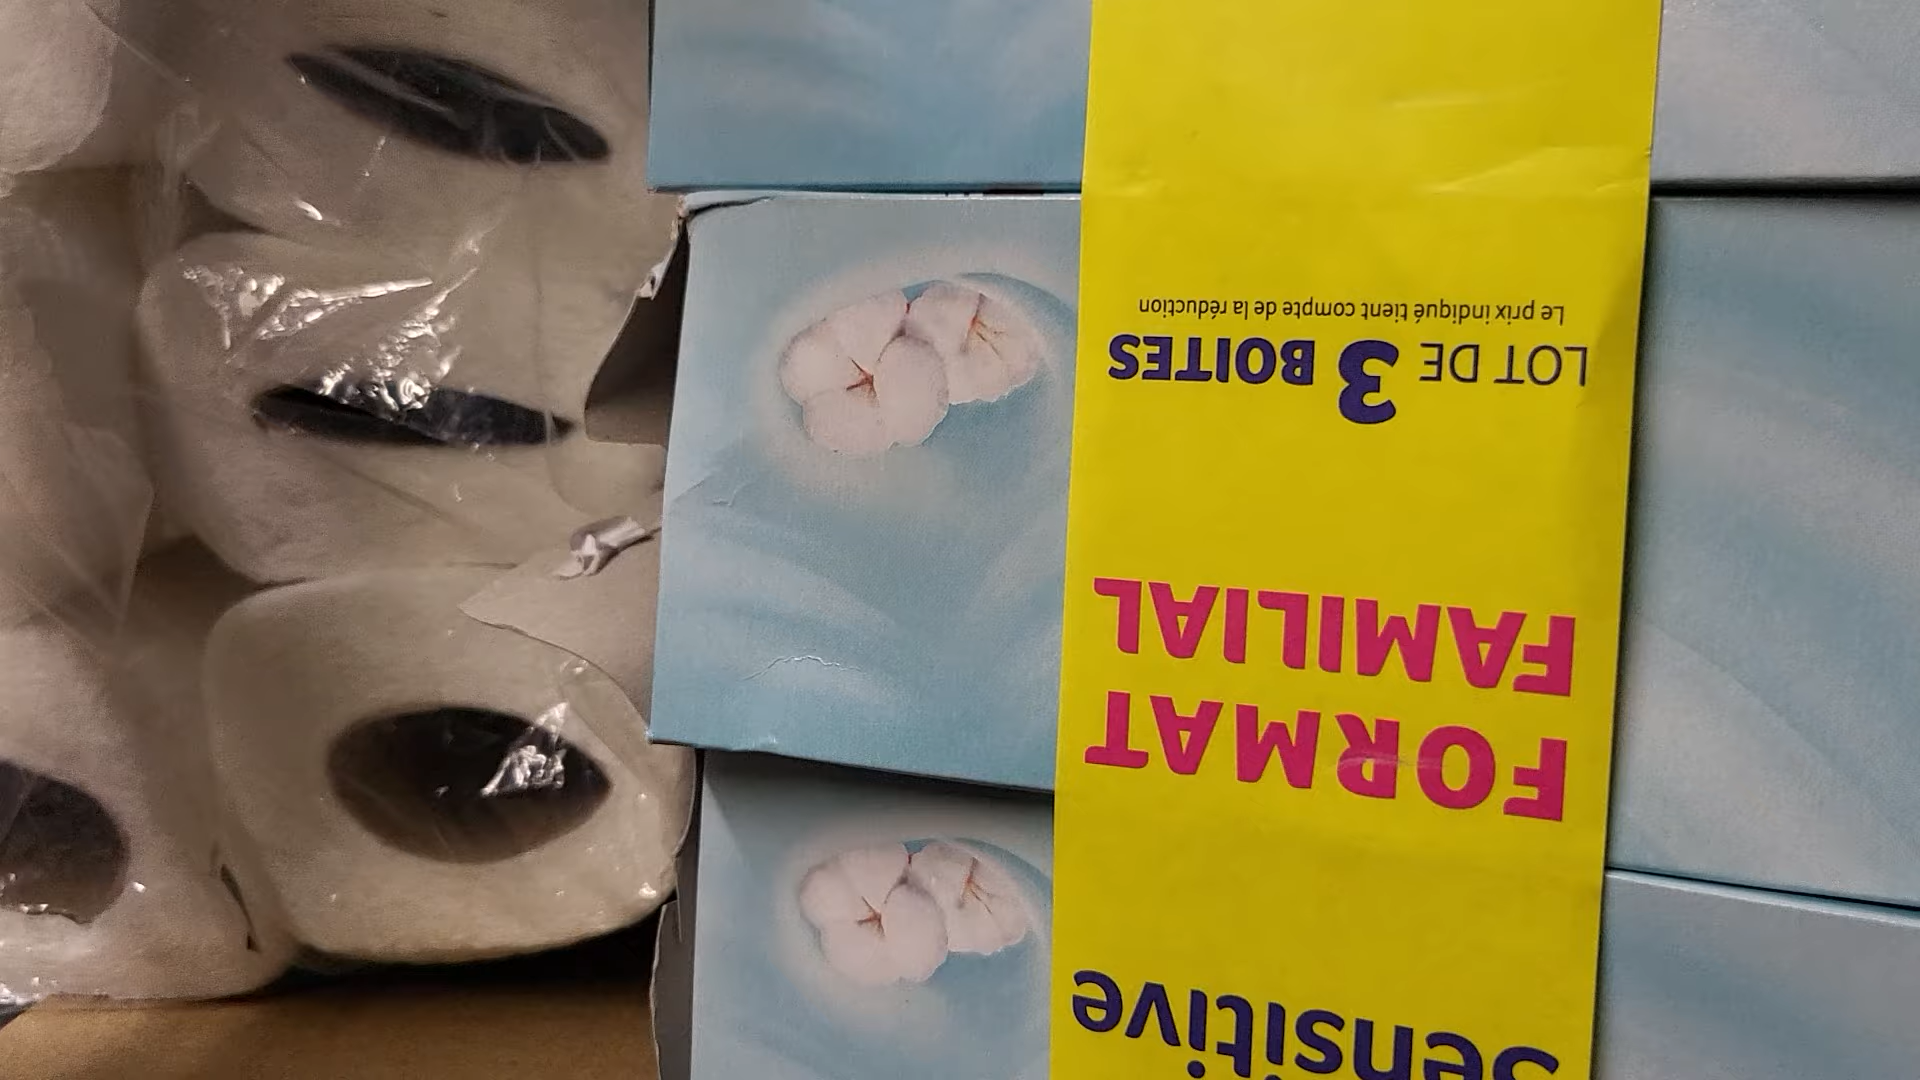 Sensitive
FORMAT
FAMILIAL
LOT DE 3 BOITES
Le prix indiqué tient compte de la réduction